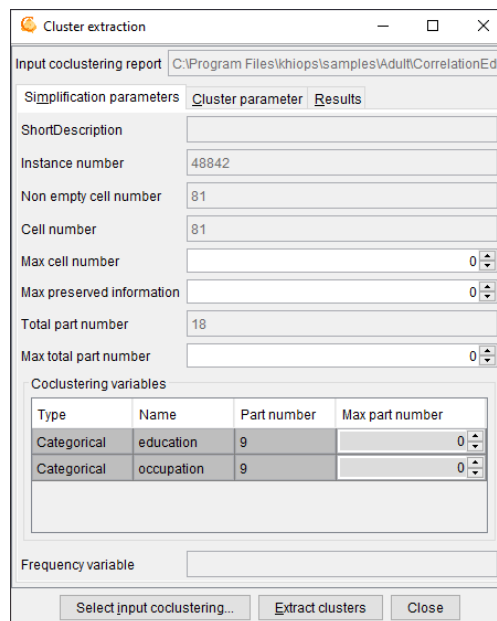 Cluster extraction
Input coclustering report C:\Program Files\khiops\samples\Adult\CorrelationEd
Simplification parameters Cluster parameter Results
ShortDescription
Instance number 48842
Non empty cell number 81
Cell number 81
Max cell number 0
Max preserved information 0
Total part number 18
Max total part number 0
Coclustering variables
Type Name Part number Max part number
Categorical education 9 0
Categorical occupation 9 0
Frequency variable
Select input coclustering... Extract clusters Close